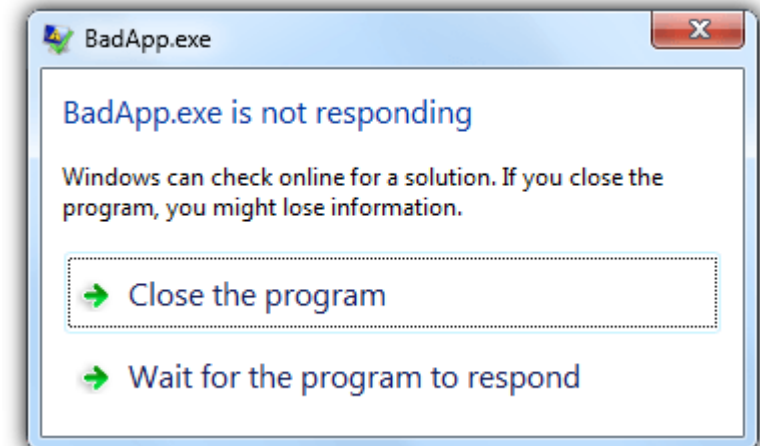 BadApp.exe
BadApp.exe is not responding
Windows can check online for a solution. If you close the
program, you might lose information.
Close the program
Wait for the program to respond